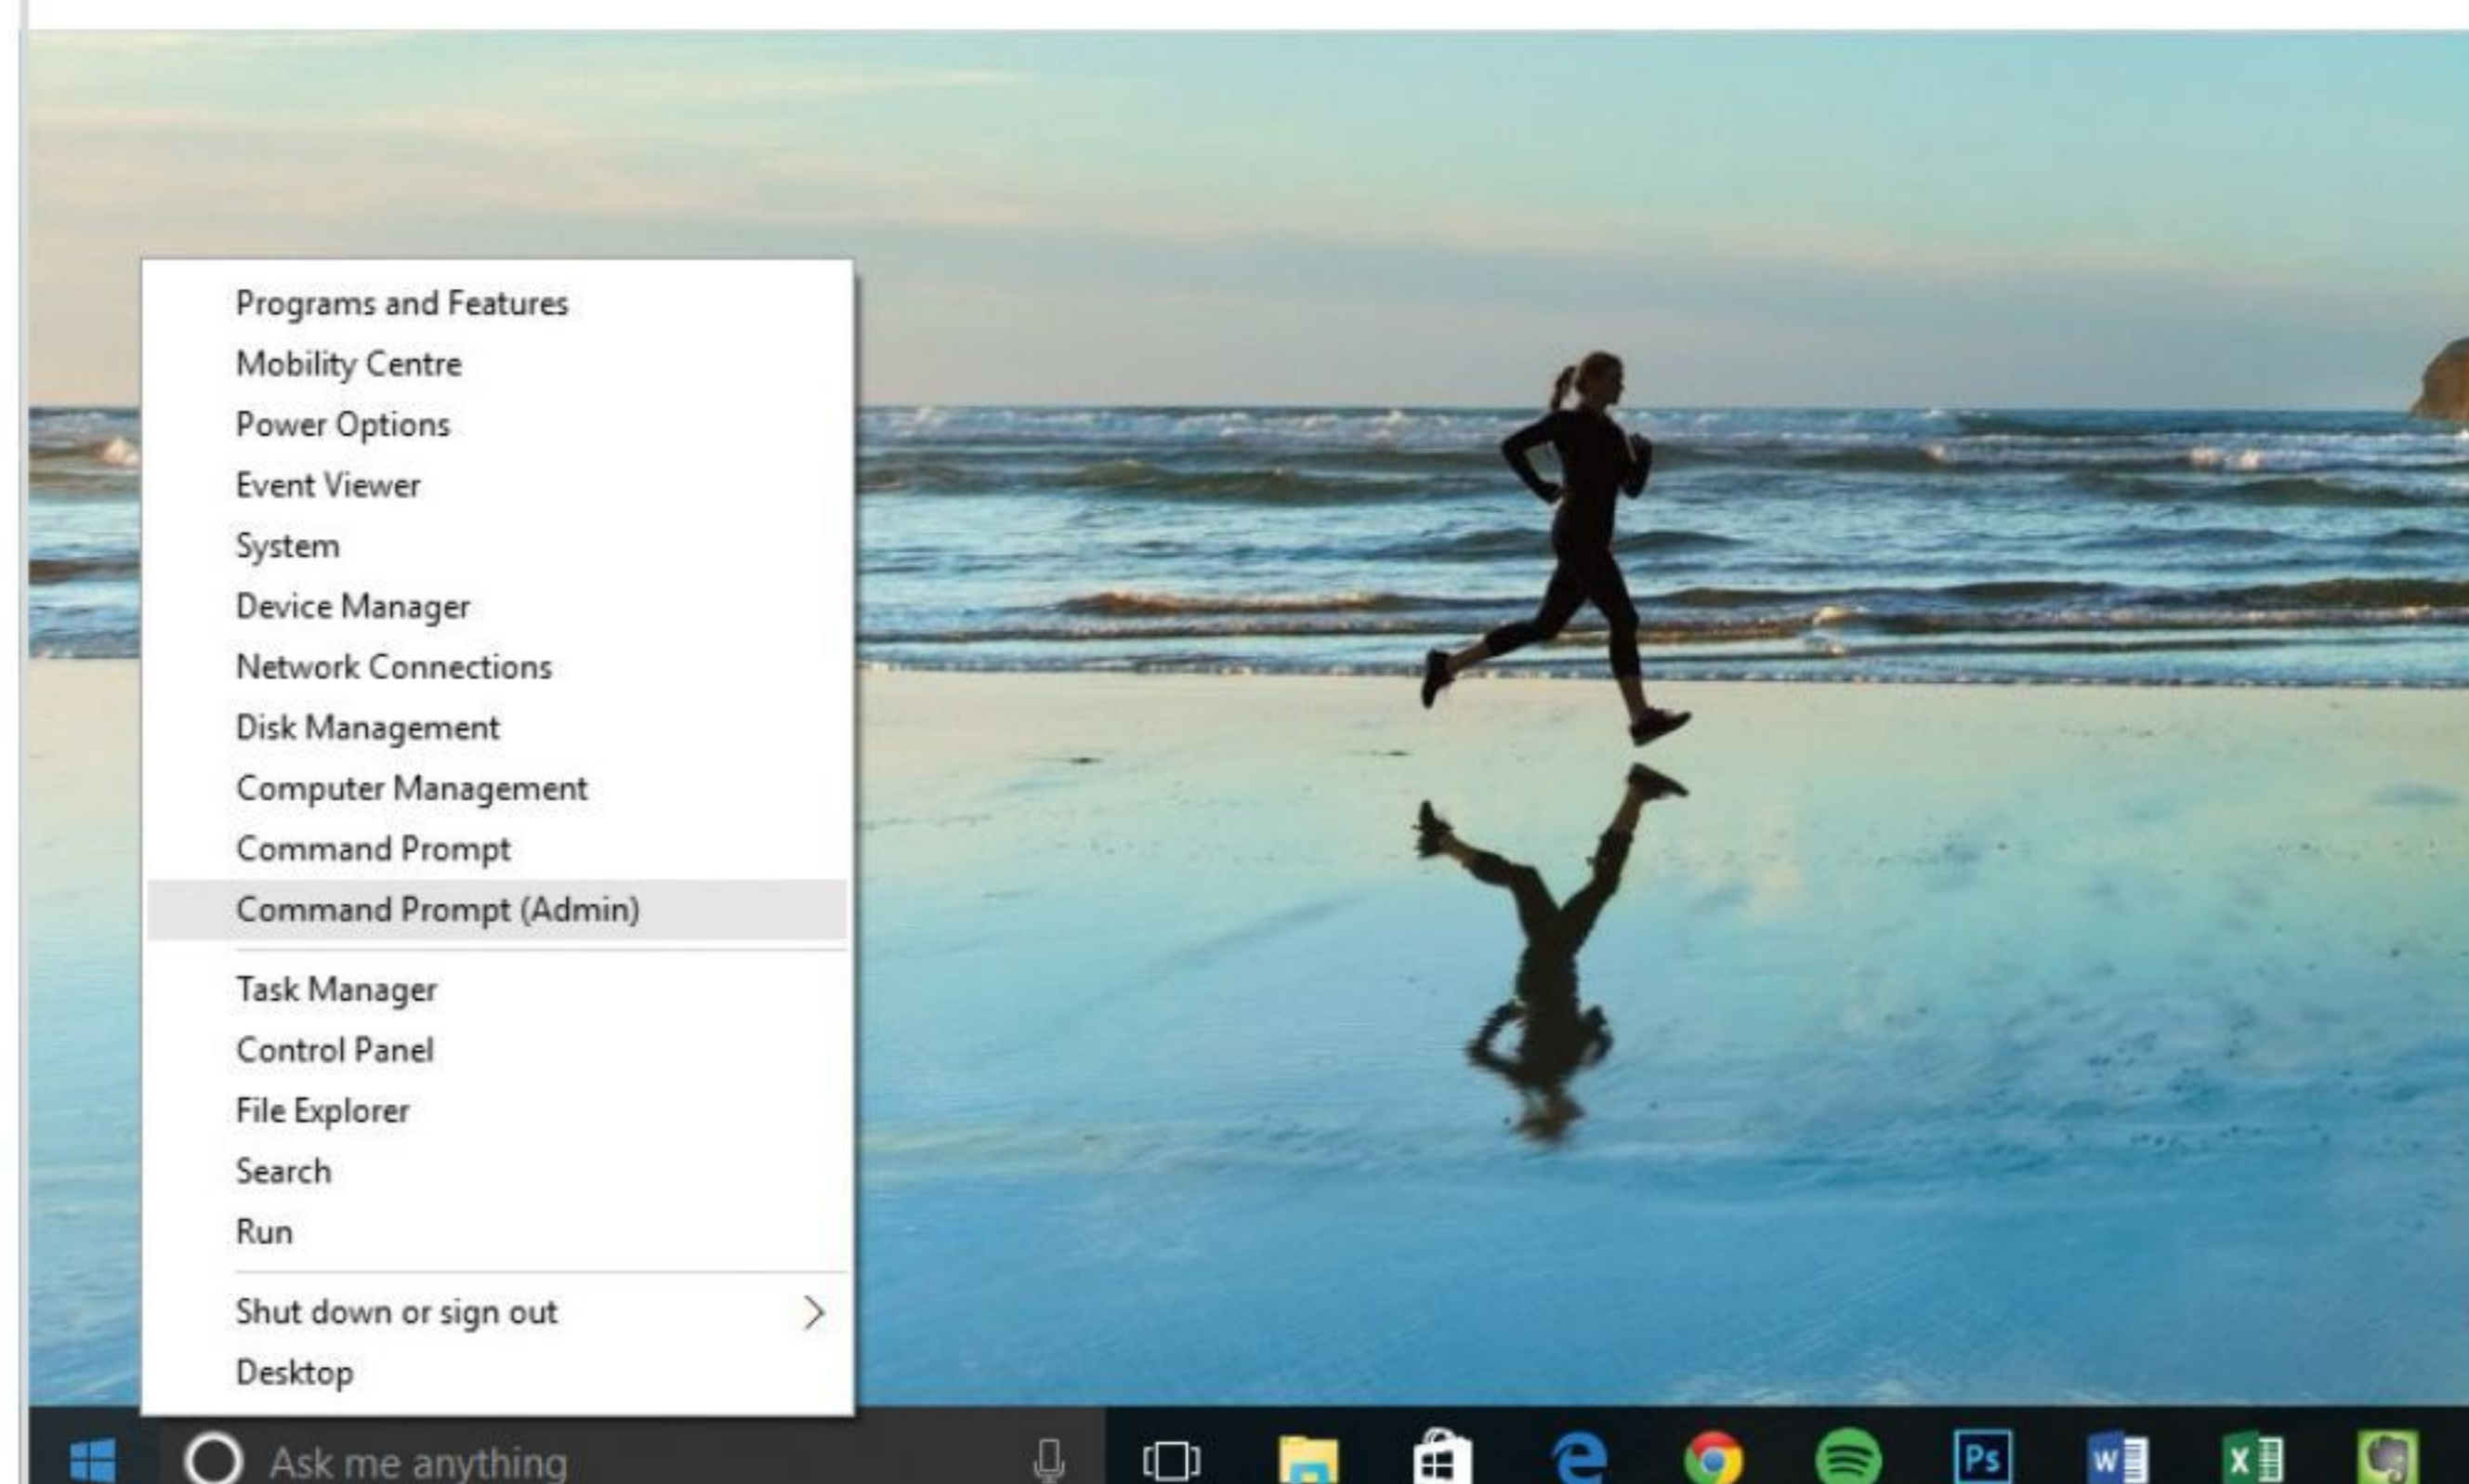 Programs and Features
Mobility Centre
Power Options
Event Viewer
System
Device Manager
Network Connections
Disk Management
Computer Management
Command Prompt
Command Prompt (Admin)
Task Manager
Control Panel
File Explorer
Search
Run
Shut down or sign out
Desktop
Ask me anything
Ps
W
X